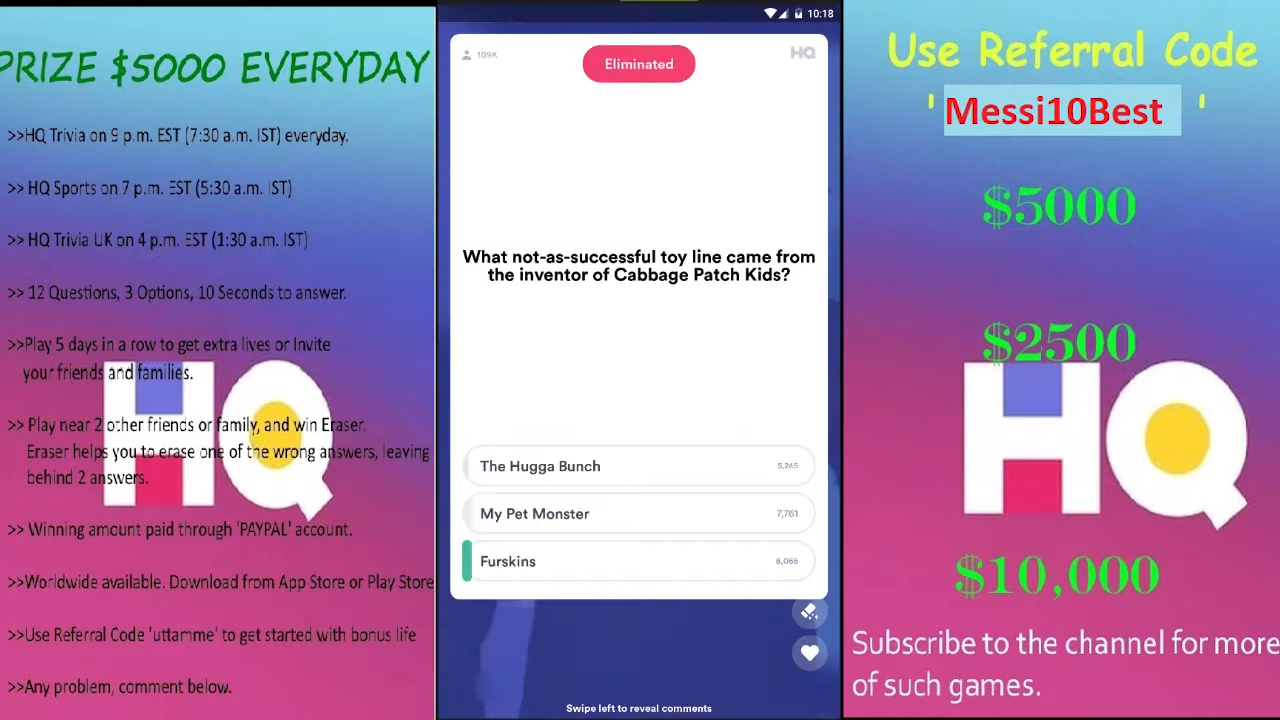 PRIZE $5000 EVERYDAY
>>HQ Trivia on 9 p.m. EST (7:30 a.m. IST) everyday.
>> HQ Sports on 7 p.m. EST (5:30 a.m. IST)
>> HQ Trivia UK on 4 p.m. EST (1:30 a.m. IST)
>> 12 Questions, 3 Options, 10 Seconds to answer.
>>Play 5 days in a row to get extra lives or Invite
your friends and families.
>> Play near 2 other friends or family, and win Eraser.
Eraser helps you to erase one of the wrong answers, leaving
behind 2 answers.
>> Winning amount paid through 'PAYPAL' account.
>>Worldwide available. Download from App Store or Play Store
>>Use Referral Code 'uttamme' to get started with bonus life
>>Any problem, comment below.
HQ
10:18
109K
Eliminated
HQ
What not-as-successful toy line came from
the inventor of Cabbage Patch Kids?
The Hugga Bunch 5,245
My Pet Monster 7,761
Furskins 8,066
Swipe left to reveal comments
Use Referral Code
' Messi10Best '
$5000
$2500
HQ
$10,000
Subscribe to the channel for more
of such games.